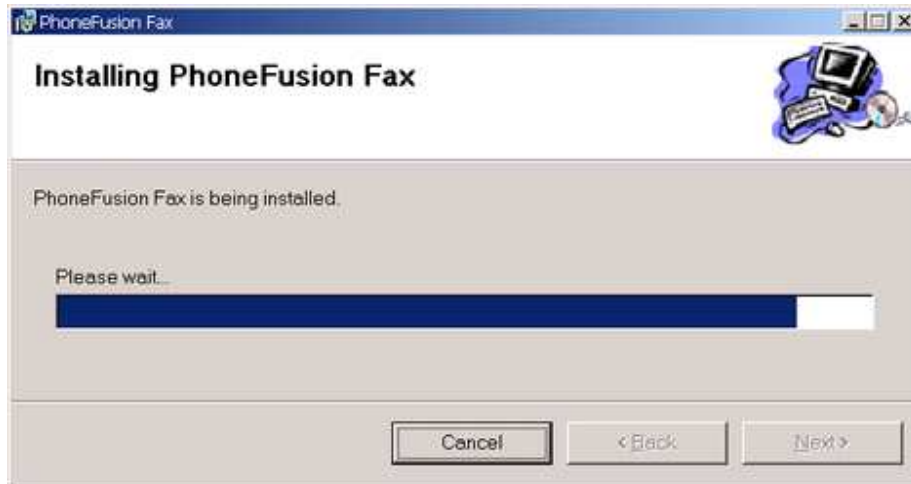 PhoneFusion Fax
Installing PhoneFusion Fax
PhoneFusion Fax is being installed.
Please wait...
Cancel
< Back
Next >